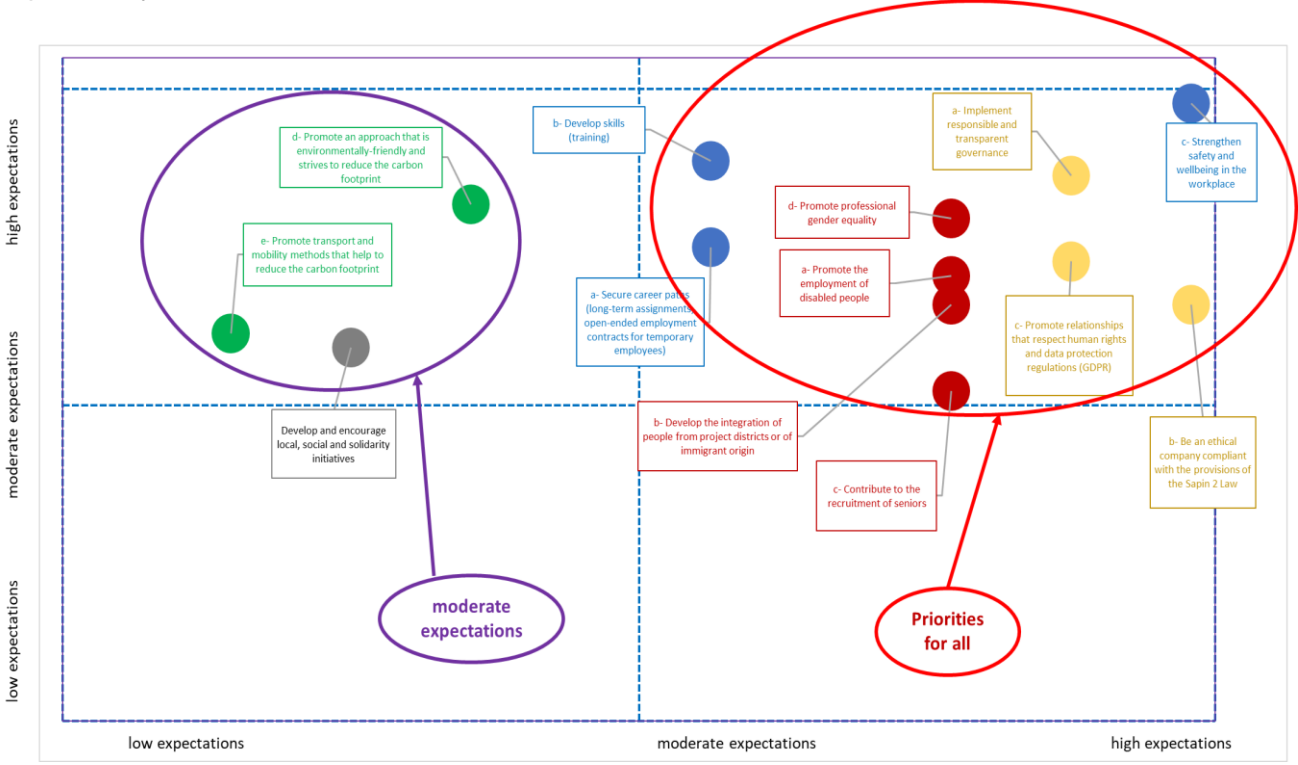 high expectations
moderate expectations
low expectations
d- Promote an approach that is
environmentally-friendly and
strives to reduce the carbon
footprint
e- Promote transport and
mobility methods that help to
reduce the carbon footprint
Develop and encourage
local, social and solidarity
initiatives
b- Develop skills
(training)
a- Secure career paths
(long-term assignments,
open-ended employment
contracts for temporary
employees)
d- Promote professional
gender equality
a- Promote the
employment of
disabled people
b- Develop the integration of
people from project districts or of
immigrant origin
c- Contribute to the
recruitment of seniors
a- Implement
responsible and
transparent
governance
c- Promote relationships
that respect human rights
and data protection
regulations (GDPR)
c- Strengthen
safety and
wellbeing in the
workplace
b- Be an ethical
company compliant
with the provisions of
the Sapin 2 Law
moderate
expectations
Priorities
for all
low expectations
moderate expectations
high expectations